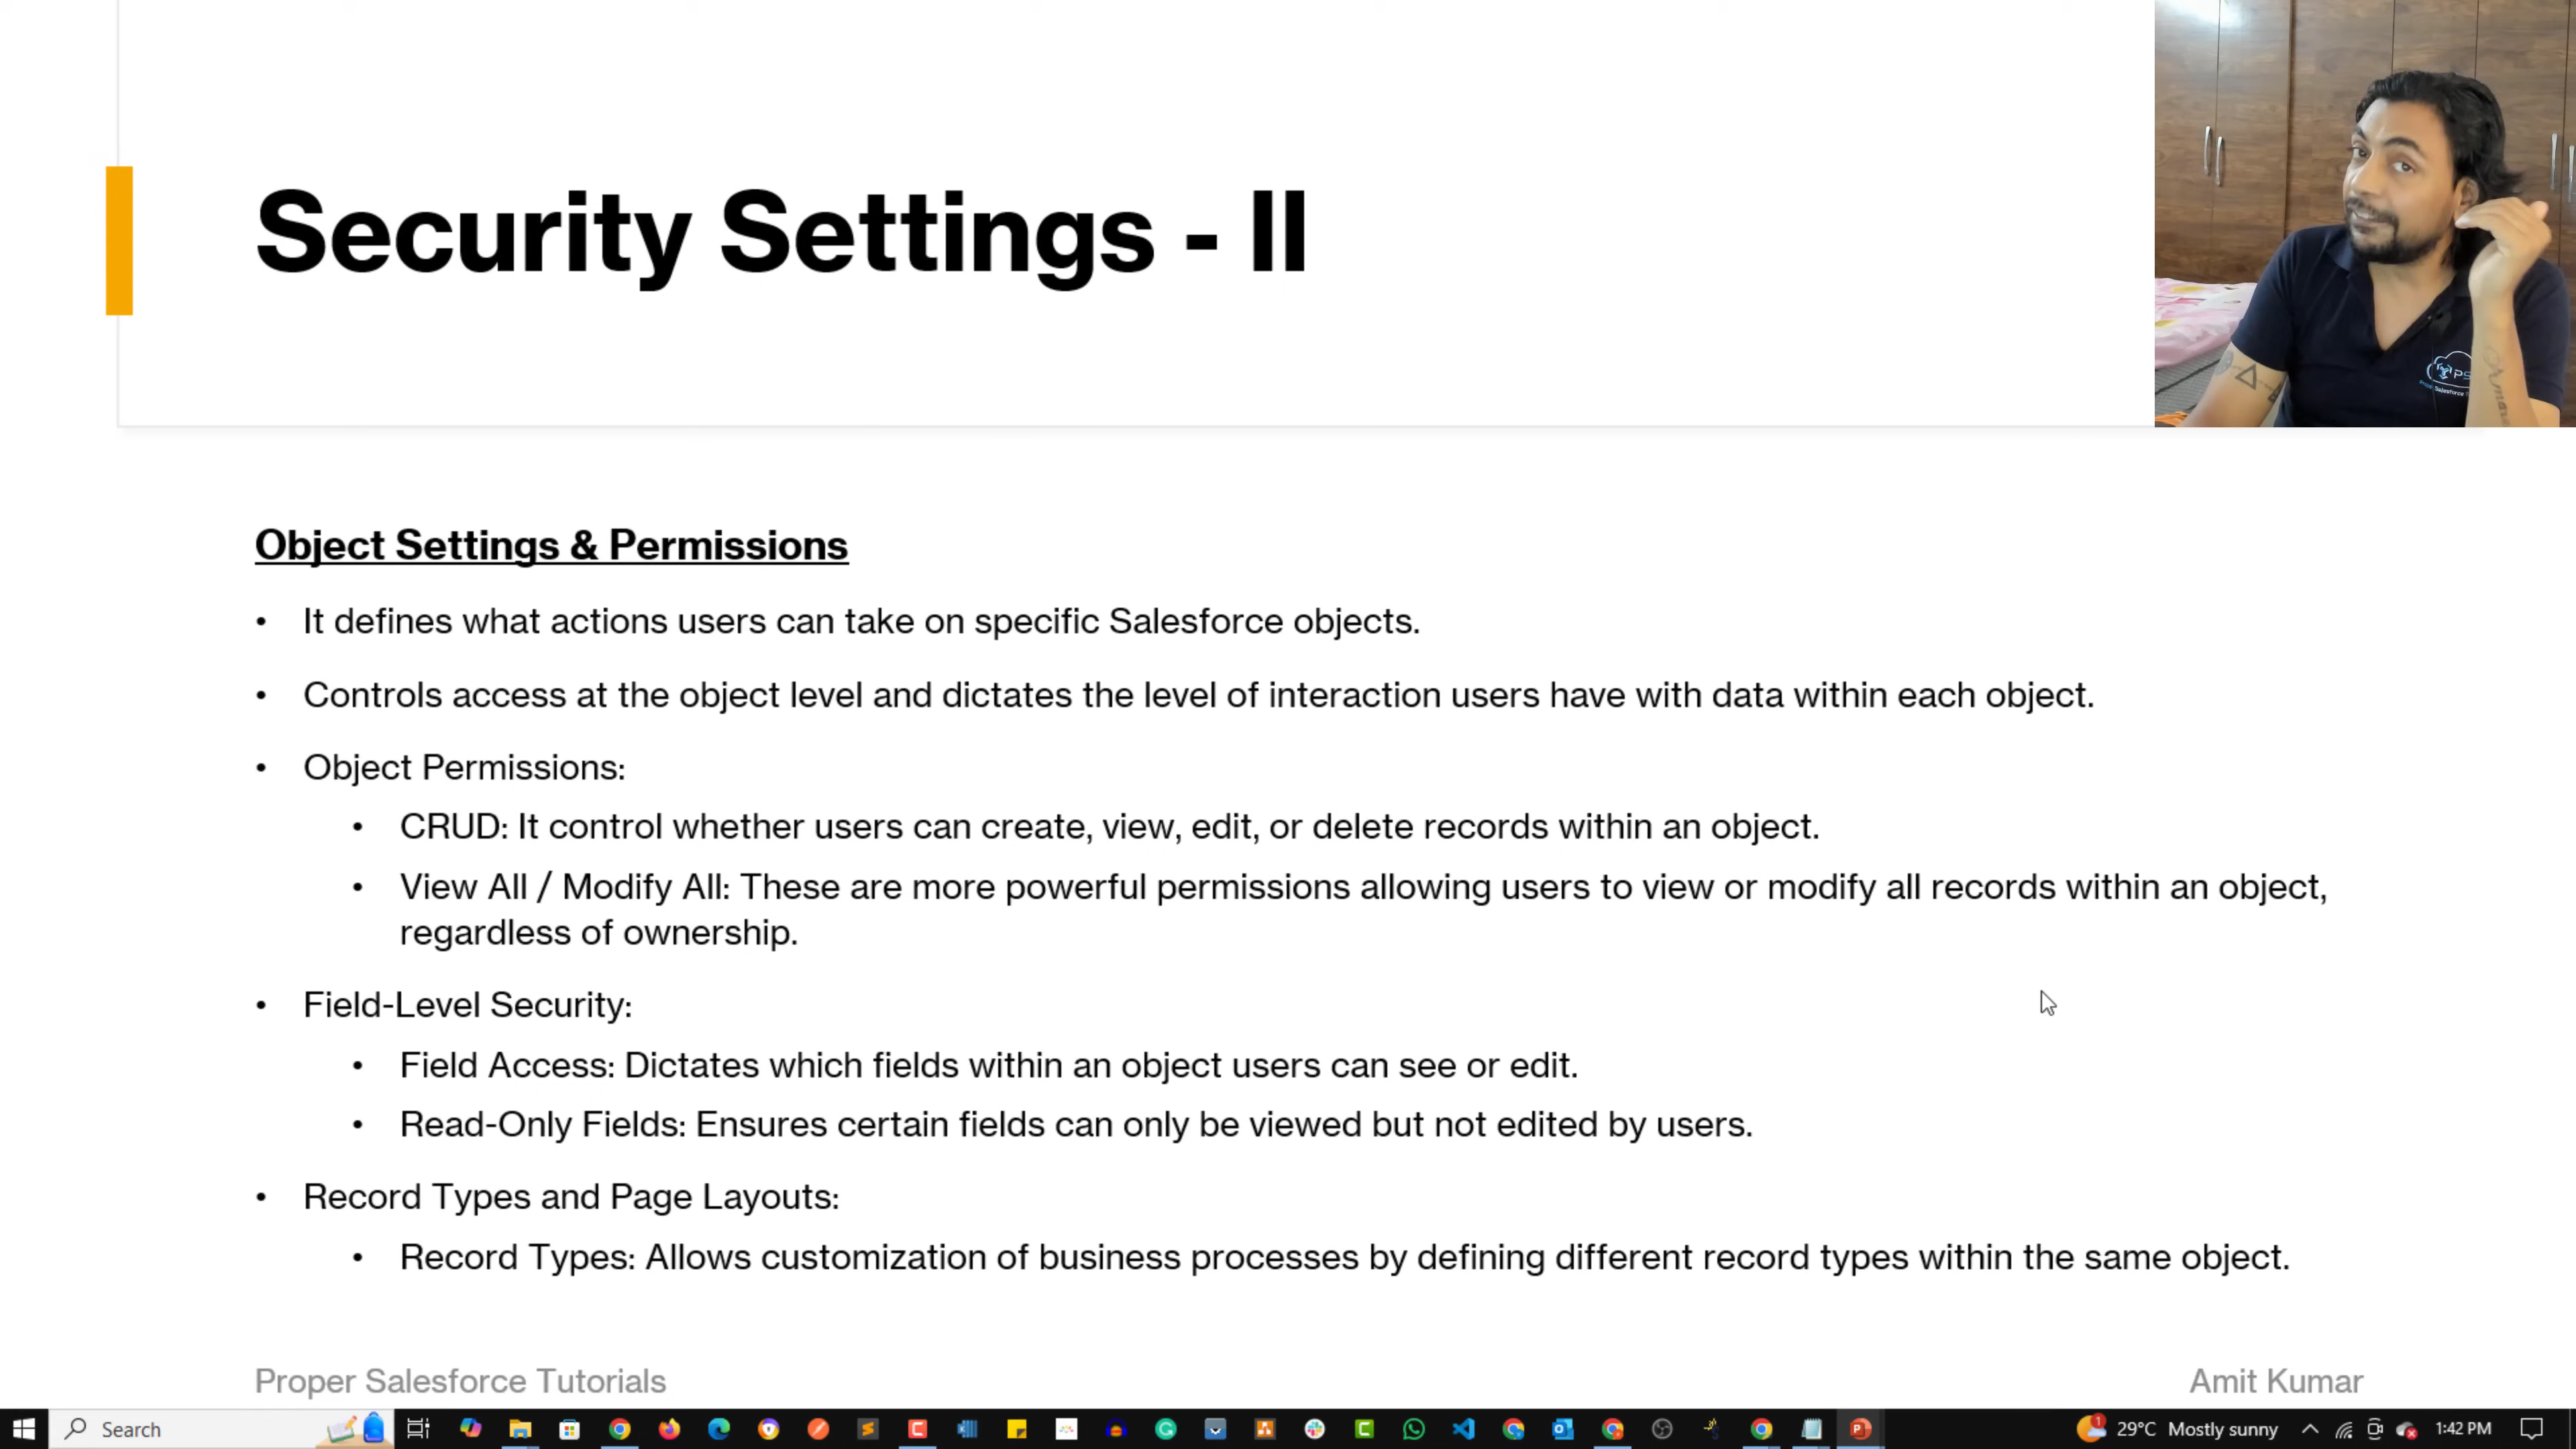 Security Settings - II
Object Settings & Permissions
• It defines what actions users can take on specific Salesforce objects.
• Controls access at the object level and dictates the level of interaction users have with data within each object.
• Object Permissions:
• CRUD: It control whether users can create, view, edit, or delete records within an object.
• View All / Modify All: These are more powerful permissions allowing users to view or modify all records within an object,
regardless of ownership.
• Field-Level Security:
• Field Access: Dictates which fields within an object users can see or edit.
• Read-Only Fields: Ensures certain fields can only be viewed but not edited by users.
• Record Types and Page Layouts:
• Record Types: Allows customization of business processes by defining different record types within the same object.
Proper Salesforce Tutorials
Amit Kumar
Search
29°C Mostly sunny
1:42 PM